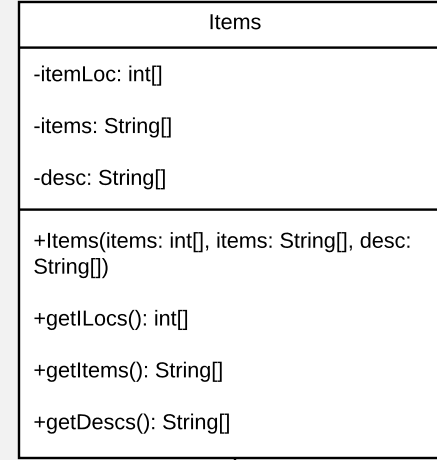 Items
-itemLoc: int[]
-items: String[]
-desc: String[]
+Items(items: int[], items: String[], desc:
String[])
+getILocs(): int[]
+getItems(): String[]
+getDescs(): String[]